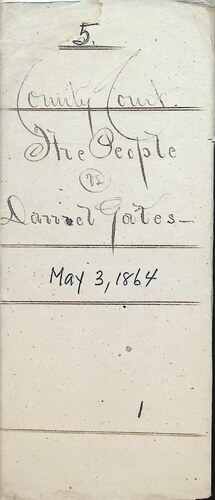 5.
County Court.
The People
vs
Daniel Gates—
May 3, 1864
1